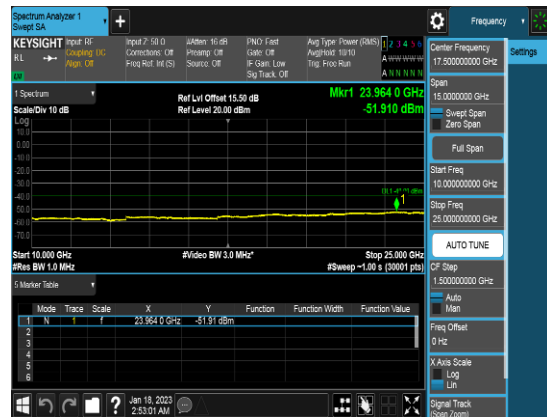 Spectrum Analyzer 1
Swept SA
Frequency
KEYSIGHT
RL
Input: RF
Coupling: DC
Align: Off
Input Z: 50 Ω
Corrections: Off
Freq Ref: Int (S)
#Atten: 16 dB
Preamp: Off
Source: Off
PNO: Fast
Gate: Off
IF Gain: Low
Sig Track: Off
Avg Type: Power (RMS)
Avg|Hold: 10/10
Trig: Free Run
1 2 3 4 5 6
A W W W W W
A N N N N N
LNI
1 Spectrum
Scale/Div 10 dB
Ref Lvl Offset 15.50 dB
Ref Level 20.00 dBm
Mkr1 23.964 0 GHz
-51.910 dBm
Log
10.0
0.00
-10.0
-20.0
-30.0
-40.0
-50.0
-60.0
-70.0
1
Start 10.000 GHz
#Res BW 1.0 MHz
#Video BW 3.0 MHz*
Stop 25.000 GHz
#Sweep ~1.00 s (30001 pts)
5 Marker Table
Mode Trace Scale X Y Function Function Width Function Value
1 N 1 f 23.964 0 GHz -51.91 dBm
2
3
4
5
6
Jan 18, 2023
2:53:01 AM
Center Frequency
17.500000000 GHz
Settings
Span
15.0000000 GHz
Swept Span
Zero Span
Full Span
Start Freq
10.000000000 GHz
Stop Freq
25.000000000 GHz
AUTO TUNE
CF Step
1.500000000 GHz
Auto
Man
Freq Offset
0 Hz
X Axis Scale
Log
Lin
Signal Track
(Span Zoom)